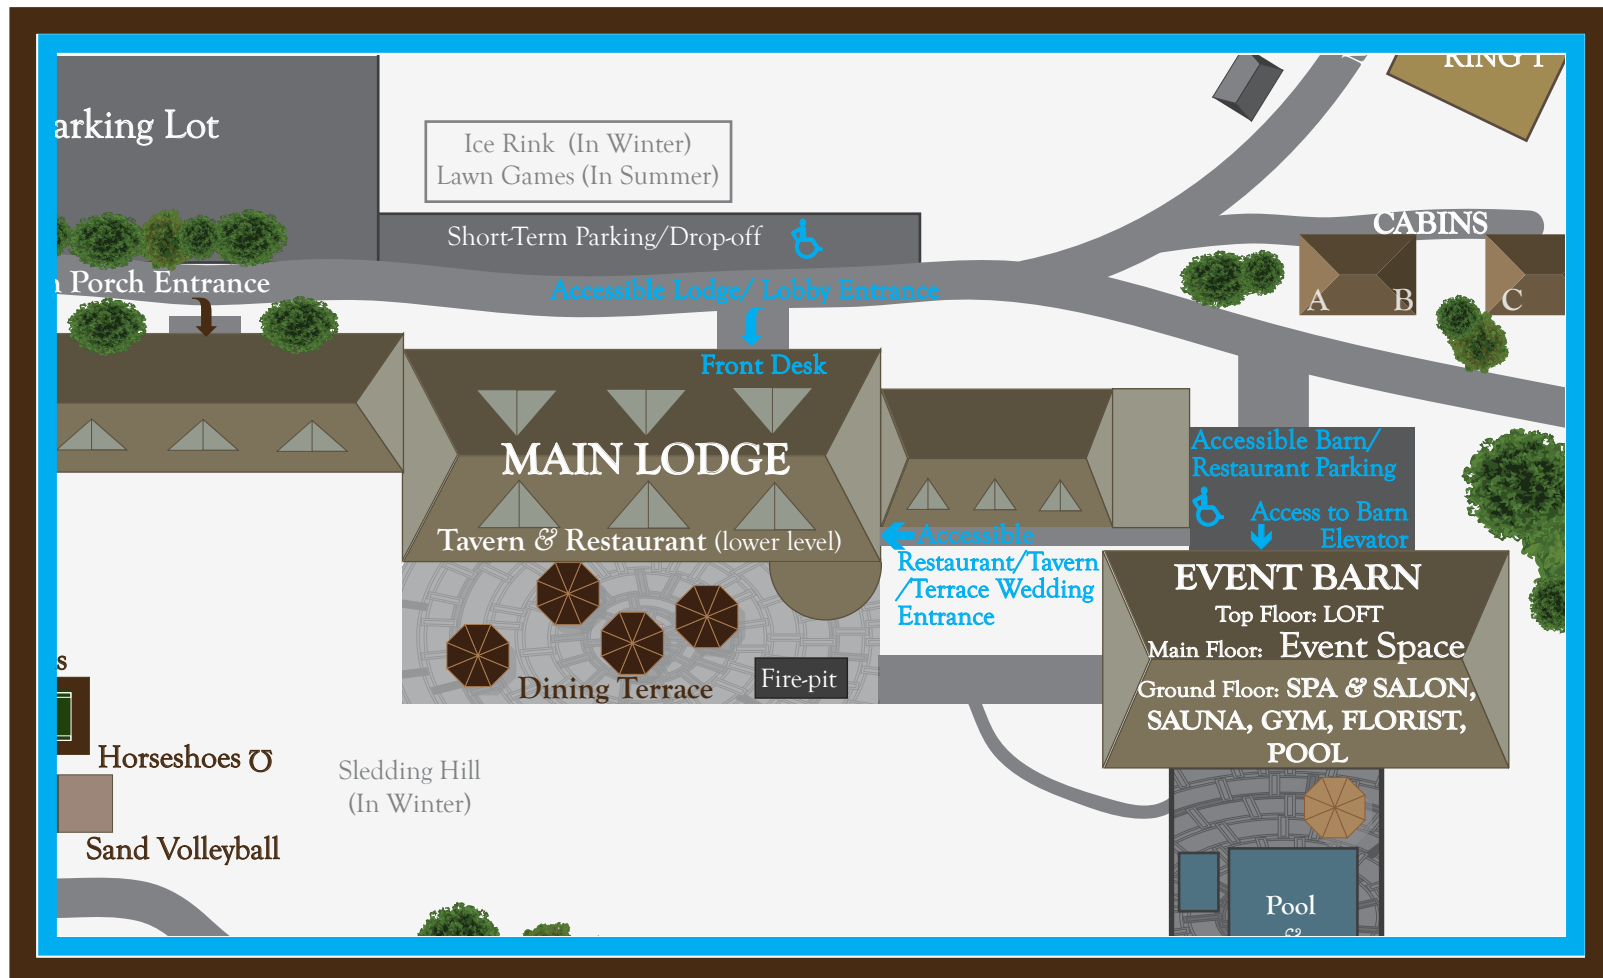 RING 1
arking Lot
Ice Rink (In Winter)
Lawn Games (In Summer)
Short-Term Parking/Drop-off
CABINS
Porch Entrance
Accessible Lodge/ Lobby Entrance
A
B
C
Front Desk
MAIN LODGE
Tavern & Restaurant (lower level)
Accessible Barn/
Restaurant Parking
Access to Barn
Elevator
Accessible
Restaurant/Tavern
/Terrace Wedding
Entrance
EVENT BARN
Top Floor: LOFT
Main Floor: Event Space
Ground Floor: SPA & SALON,
SAUNA, GYM, FLORIST,
POOL
Fire-pit
Dining Terrace
s
Horseshoes
Sledding Hill
(In Winter)
Sand Volleyball
Pool
&